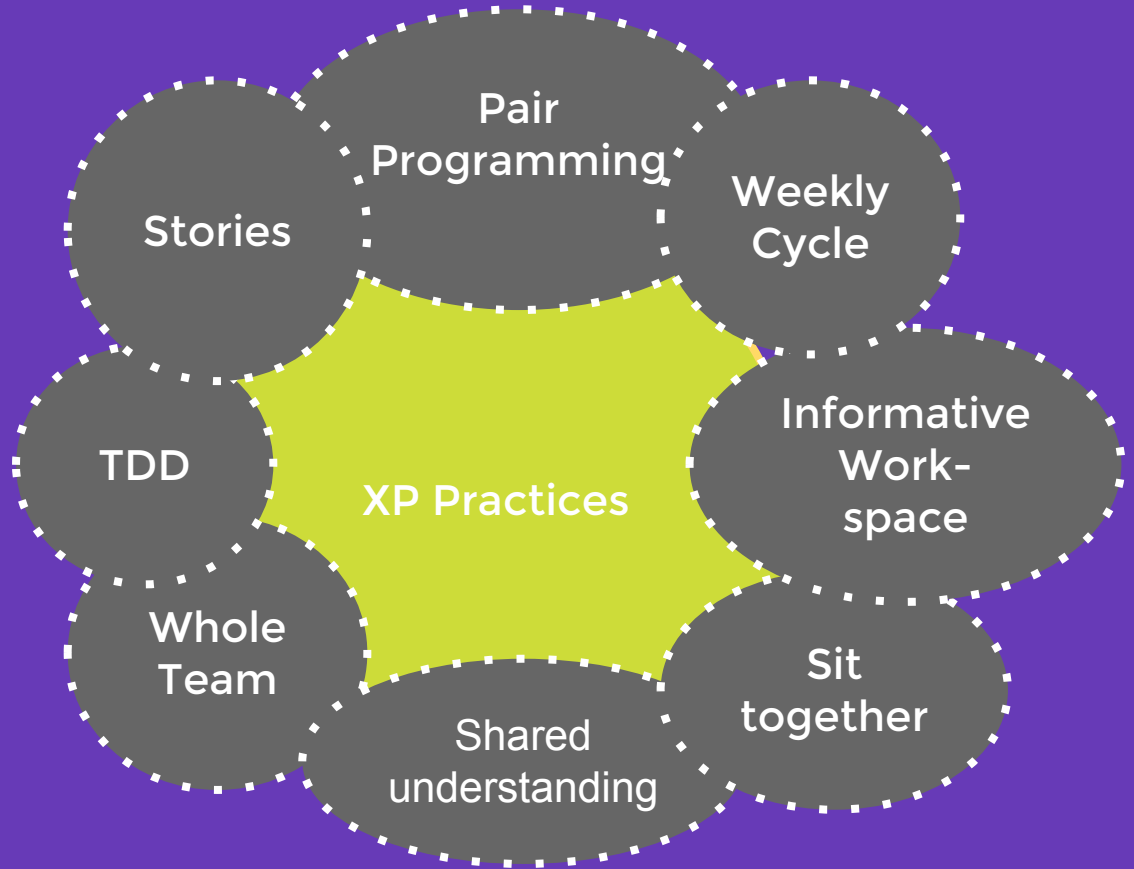 Pair
Programming
Weekly
Cycle
Stories
Informative
Work-
space
TDD
XP Practices
Whole
Team
Sit
together
Shared
understanding